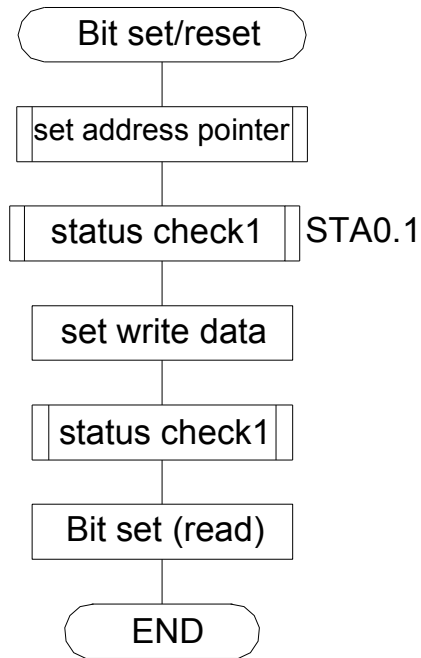 Bit set/reset
set address pointer
status check1 STA0.1
set write data
status check1
Bit set (read)
END